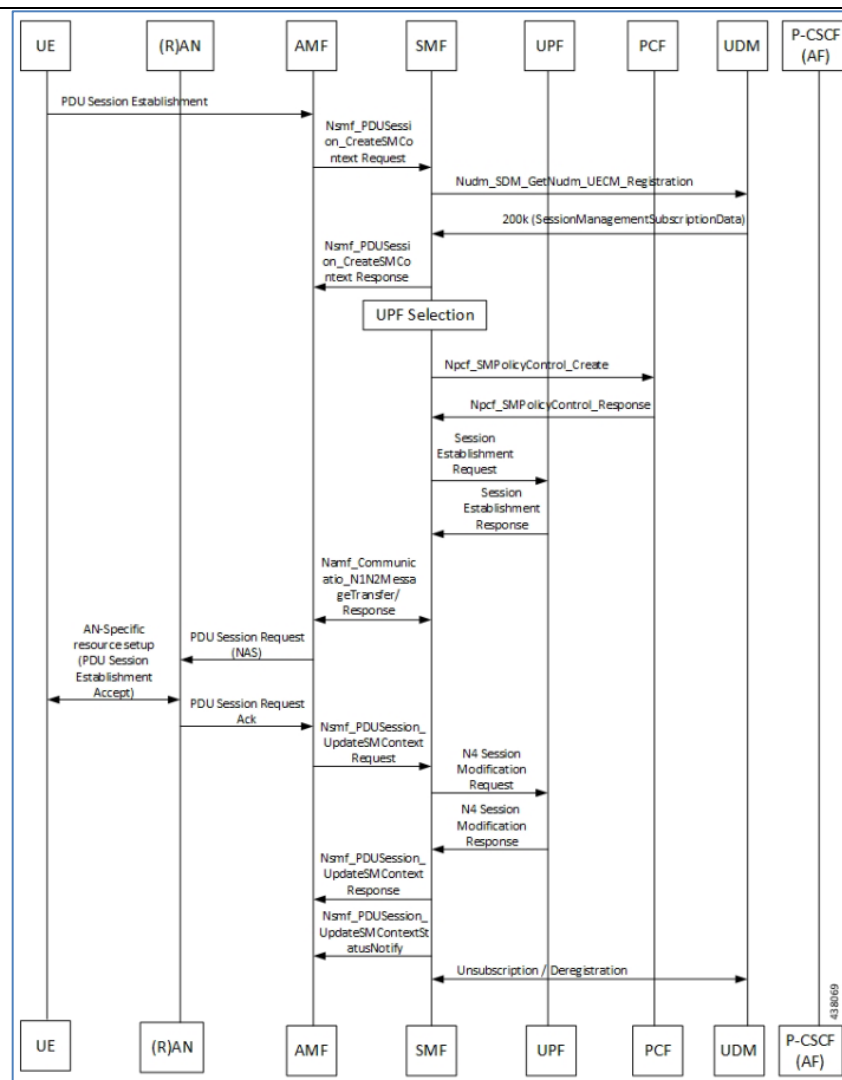 UE
(R)AN
AMF
SMF
UPF
PCF
UDM
P-CSCF
(AF)
PDU Session Establishment
Nsmf_PDUSessi
on_CreateSMCo
ntext Request
Nudm_SDM_GetNudm_UECM_Registration
200k (SessionManagementSubscriptionData)
Nsmf_PDUSessi
on_CreateSMCo
ntext Response
UPF Selection
Npcf_SMPolicyControl_Create
Npcf_SMPolicyControl_Response
Session
Establishment
Request
Session
Establishment
Response
Namf_Communic
atio_N1N2Messa
geTransfer/
Response
AN-Specific
resource setup
(PDU Session
Establishment
Accept)
PDU Session Request
(NAS)
PDU Session Request
Ack
Nsmf_PDUSession_
UpdateSMContext
Request
N4 Session
Modification
Request
N4 Session
Modification
Response
Nsmf_PDUSession_
UpdateSMContext
Response
Nsmf_PDUSession_
UpdateSMContextSt
atusNotify
Unsubscription / Deregistration
438069
UE
(R)AN
AMF
SMF
UPF
PCF
UDM
P-CSCF
(AF)